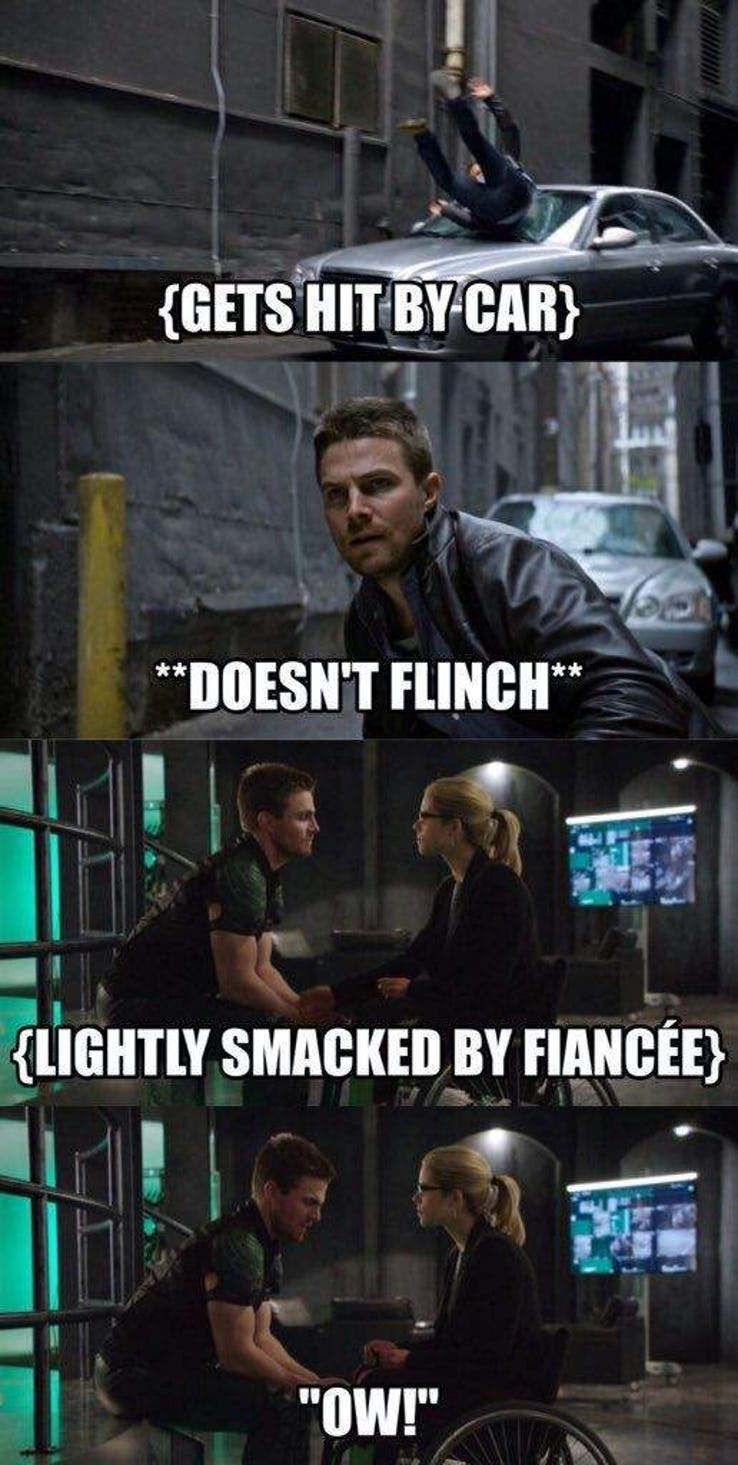 {GETS HIT BY CAR}
**DOESN'T FLINCH**
{LIGHTLY SMACKED BY FIANCÉE}
"OW!"